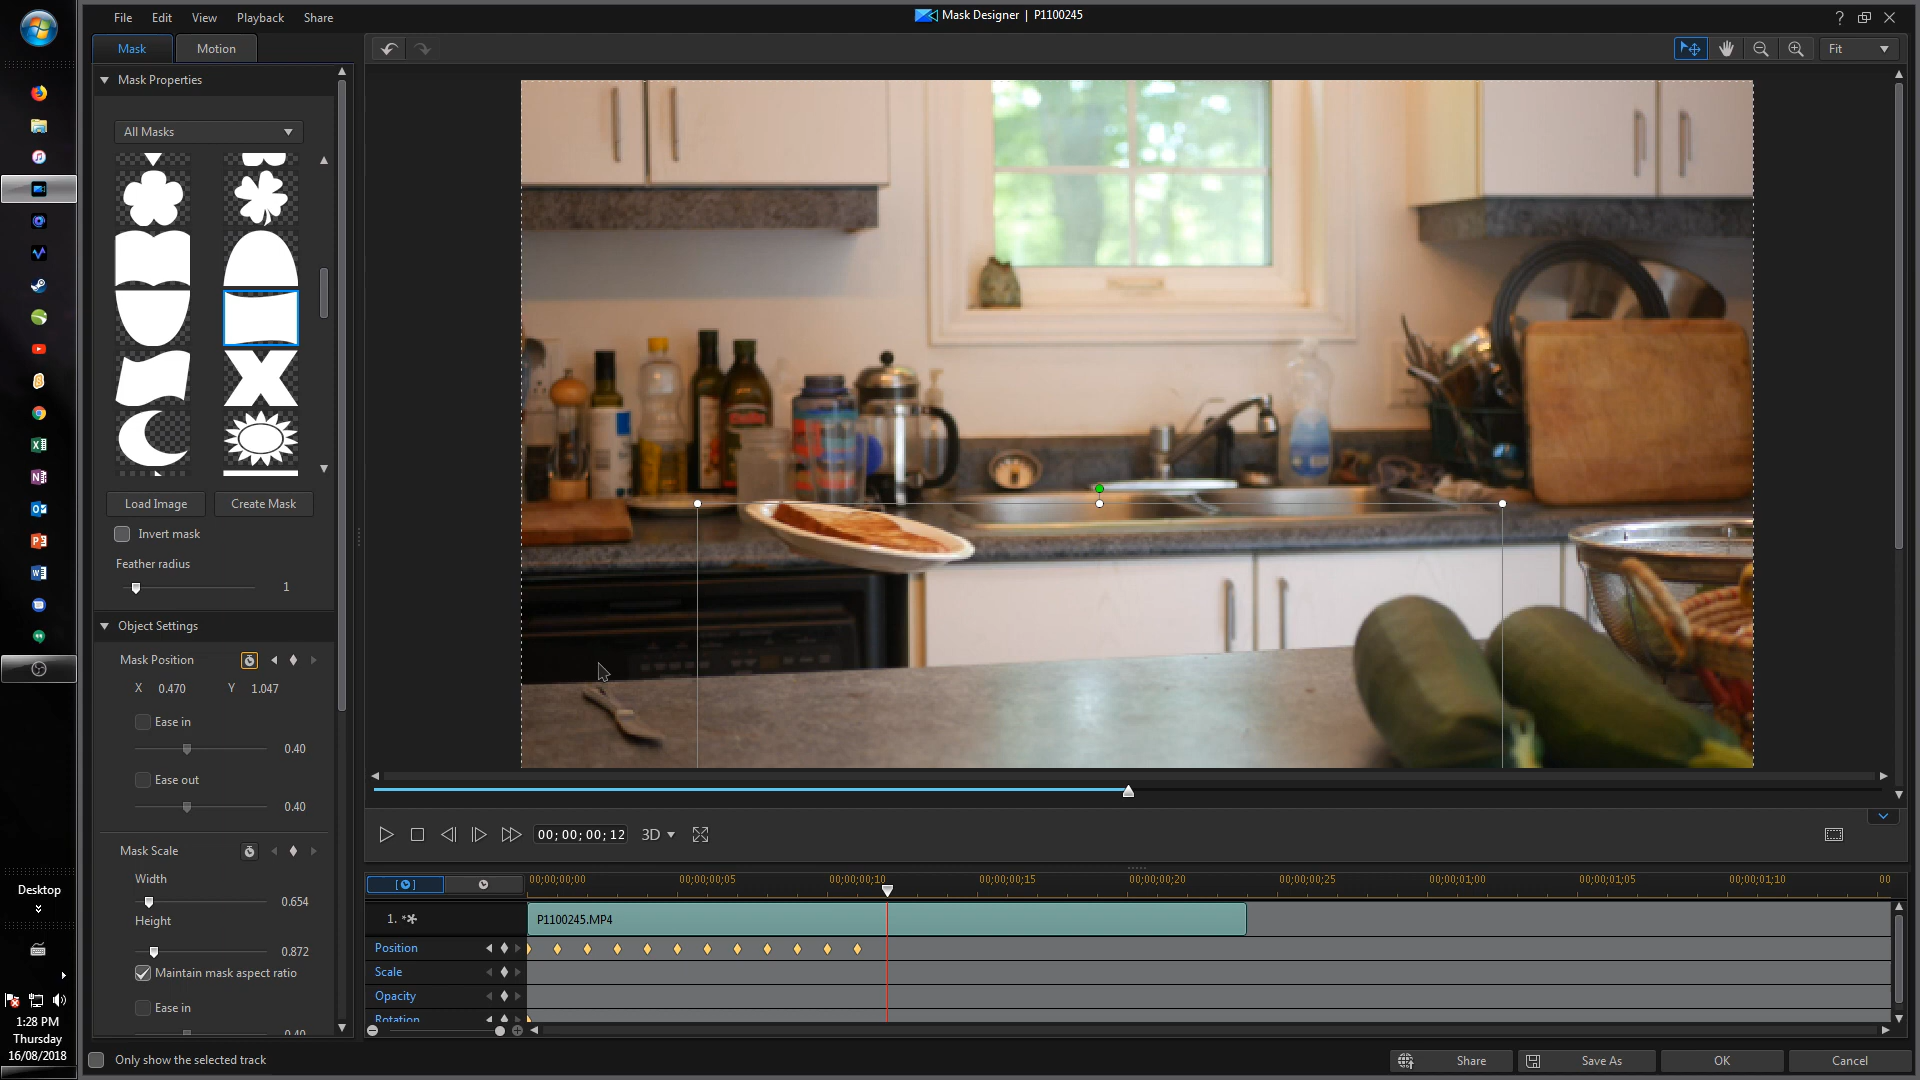 File Edit View Playback Share
Mask Designer | P1100245
?
Mask Motion
Fit
Mask Properties
All Masks
Load Image Create Mask
Invert mask
Feather radius
1
Object Settings
Mask Position
X 0.470 Y 1.047
Ease in
0.40
Ease out
0.40
Mask Scale
Width
0.654
Height
0.872
Maintain mask aspect ratio
Ease in
0.40
00; 00; 00; 12 3D
00;00;00;00 00;00;00;05 00;00;00;10 00;00;00;15 00;00;00;20 00;00;00;25 00;00;01;00 00;00;01;05 00;00;01;10 00
1. P1100245.MP4
Position
Scale
Opacity
Rotation
Only show the selected track
Share Save As OK Cancel
Desktop
1:28 PM
Thursday
16/08/2018